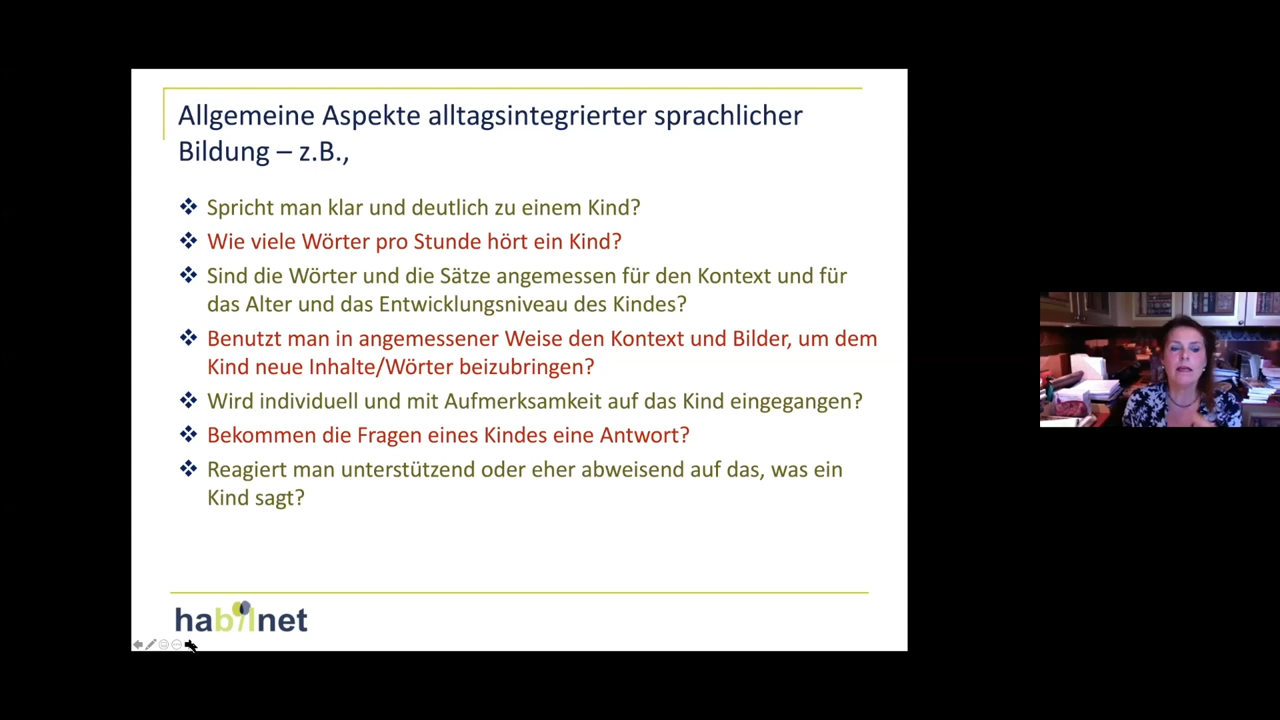 Allgemeine Aspekte alltagsintegrierter sprachlicher
Bildung – z.B.,
Spricht man klar und deutlich zu einem Kind?
Wie viele Wörter pro Stunde hört ein Kind?
Sind die Wörter und die Sätze angemessen für den Kontext und für
das Alter und das Entwicklungsniveau des Kindes?
Benutzt man in angemessener Weise den Kontext und Bilder, um dem
Kind neue Inhalte/Wörter beizubringen?
Wird individuell und mit Aufmerksamkeit auf das Kind eingegangen?
Bekommen die Fragen eines Kindes eine Antwort?
Reagiert man unterstützend oder eher abweisend auf das, was ein
Kind sagt?
habilnet